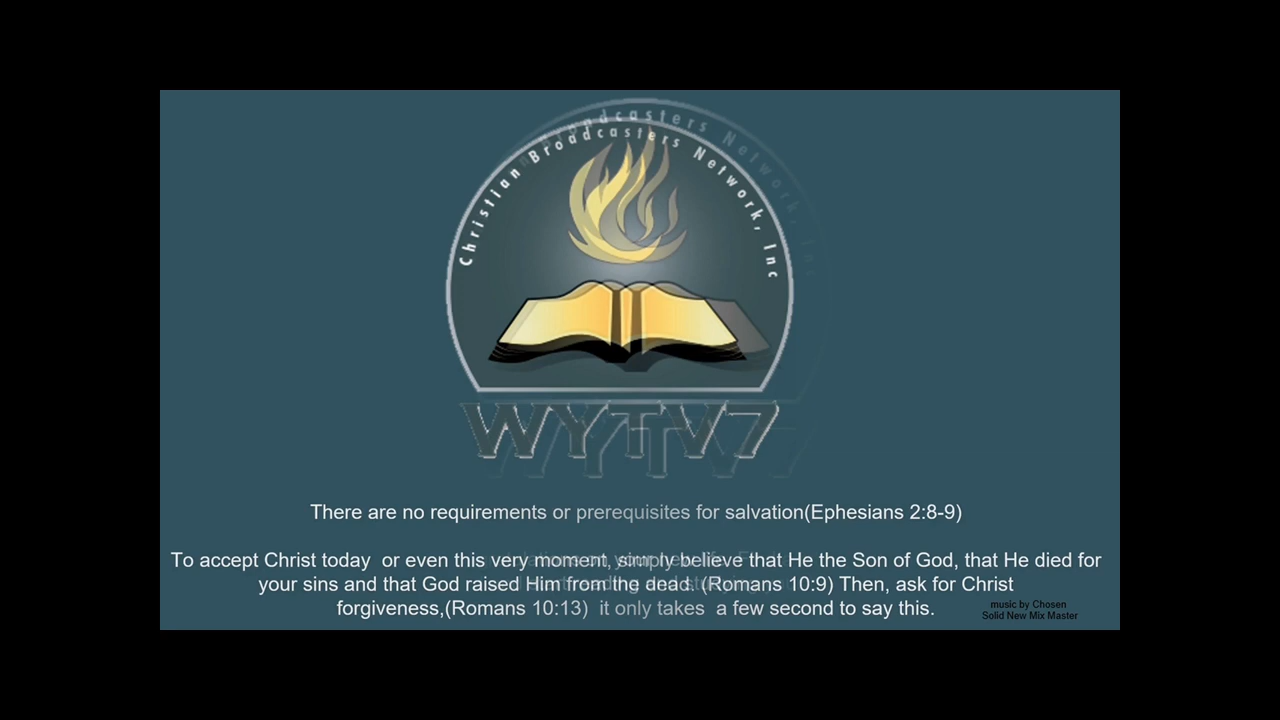 Christian Broadcasters Network, Inc
WYTV7
There are no requirements or prerequisites for salvation(Ephesians 2:8-9)
To accept Christ today or even this very moment, simply believe that He the Son of God, that He died for
your sins and that God raised Him from the dead. (Romans 10:9) Then, ask for Christ
forgiveness,(Romans 10:13) it only takes a few second to say this.
music by Chosen
Solid New Mix Master